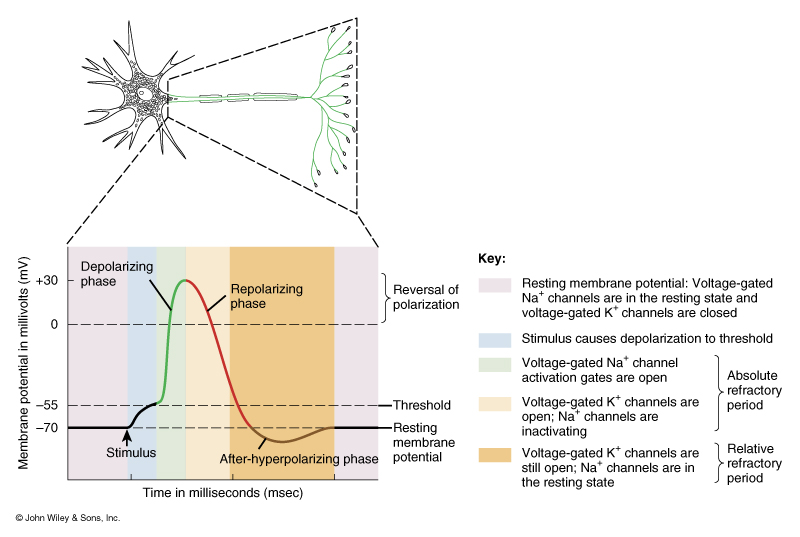 Key:
Resting membrane potential: Voltage-gated
Na+ channels are in the resting state and
voltage-gated K+ channels are closed
Stimulus causes depolarization to threshold
Voltage-gated Na+ channel
activation gates are open
Voltage-gated K+ channels are
open; Na+ channels are
inactivating
Absolute
refractory
period
Voltage-gated K+ channels are
still open; Na+ channels are in
the resting state
Relative
refractory
period
Membrane potential in millivolts (mV)
+30
0
–55
–70
Depolarizing
phase
Repolarizing
phase
Reversal of
polarization
Threshold
Resting
membrane
potential
Stimulus
After-hyperpolarizing phase
Time in milliseconds (msec)
© John Wiley & Sons, Inc.